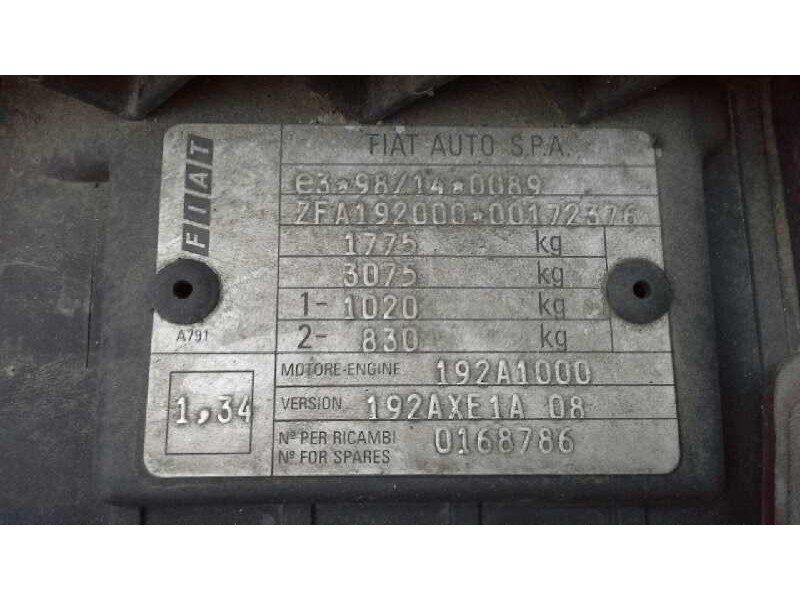 FIAT
FIAT AUTO S.P.A.
e3*98/14*0089
ZFA192000*00172376
1775 kg
3075 kg
1- 1020 kg
2- 830 kg
A791
MOTORE-ENGINE 192A1000
1,34
VERSION 192AXE1A 08
Nº PER RICAMBI
Nº FOR SPARES
0168786